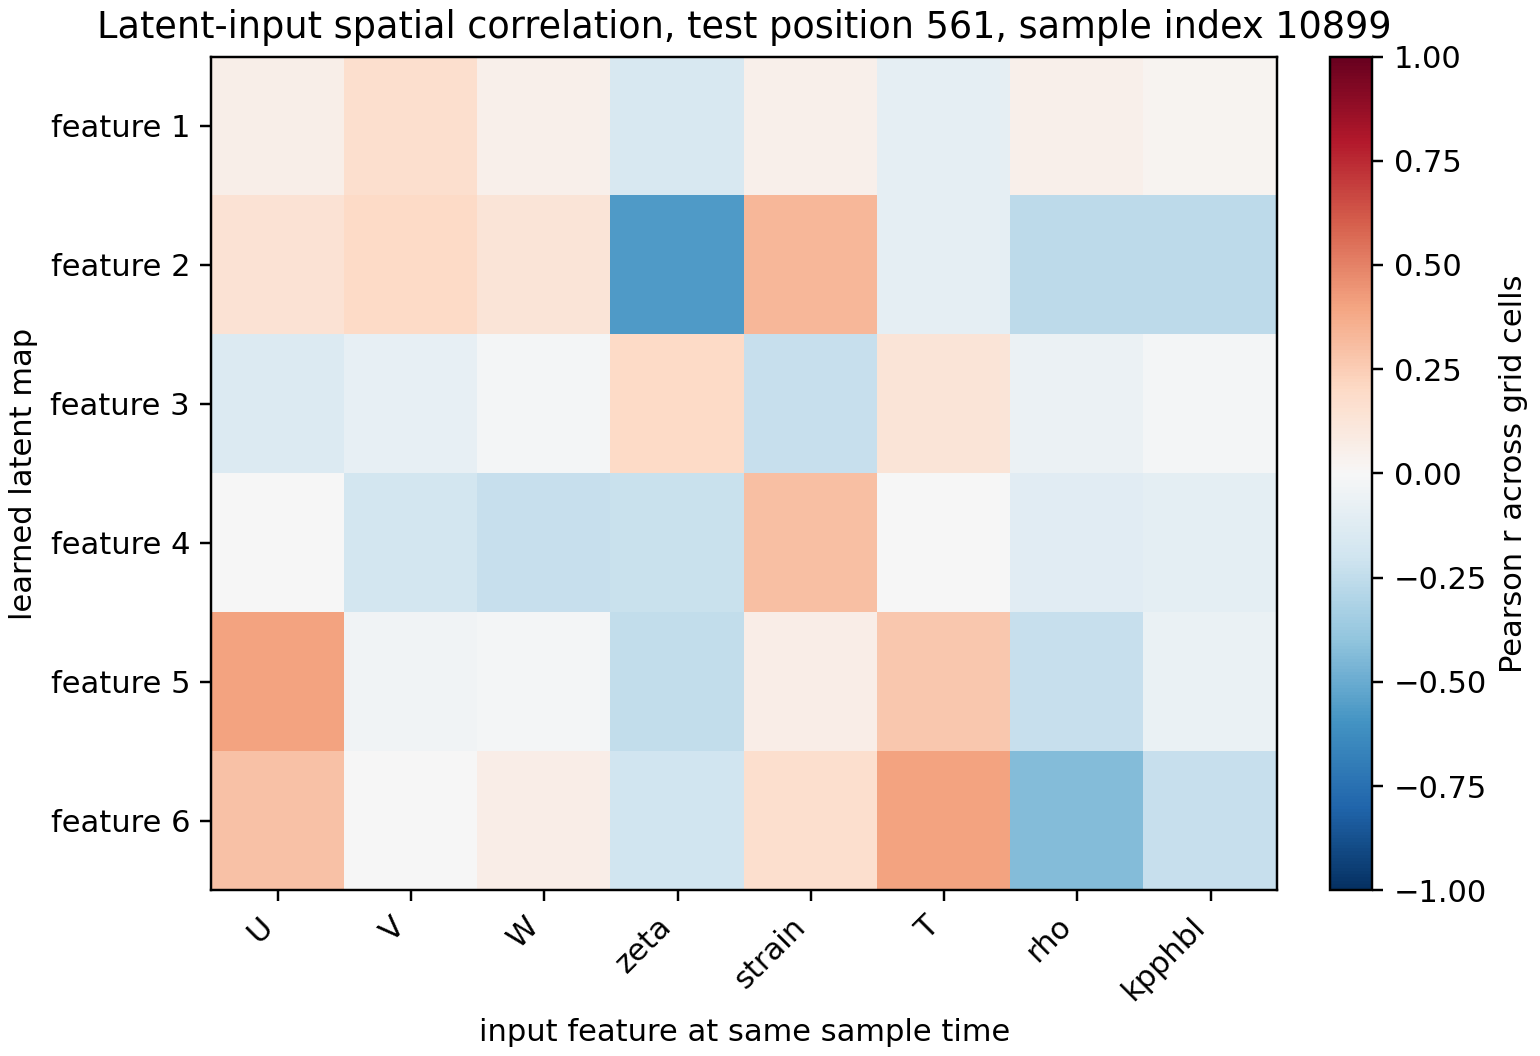 Latent-input spatial correlation, test position 561, sample index 10899
feature 1
feature 2
feature 3
feature 4
feature 5
feature 6
learned latent map
U
V
W
zeta
strain
T
rho
kpphbl
input feature at same sample time
1.00
0.75
0.50
0.25
0.00
−0.25
−0.50
−0.75
−1.00
Pearson r across grid cells